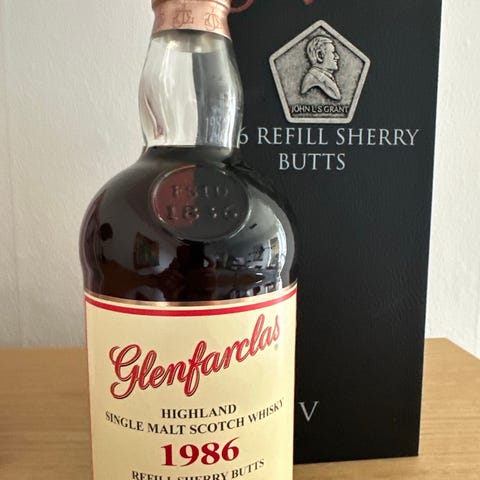 JOHN L.S. GRANT
6 REFILL SHERRY
BUTTS
V
ESTD
1836
Glenfarclas
HIGHLAND
SINGLE MALT SCOTCH WHISKY
1986
REFILL SHERRY BUTTS